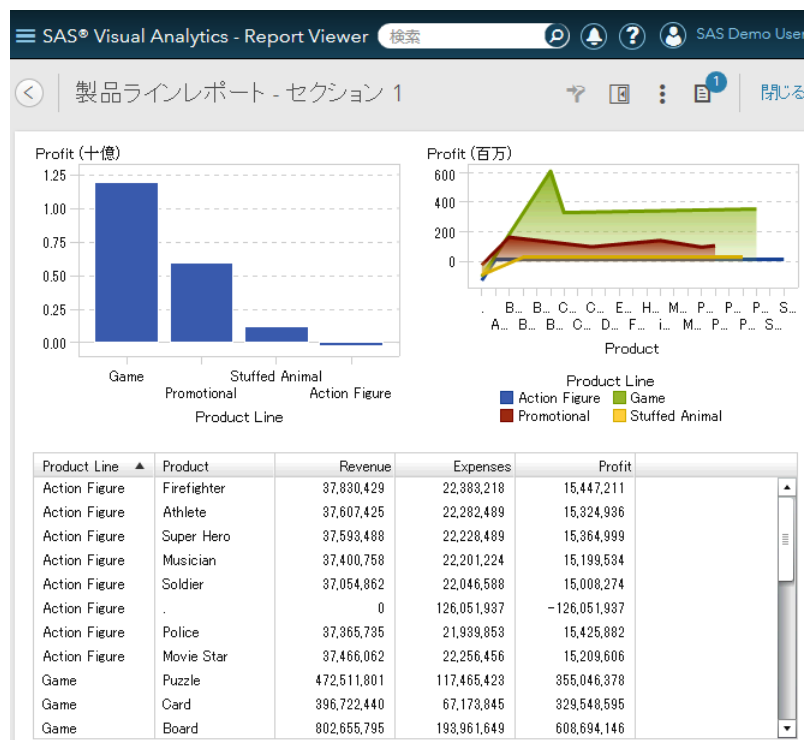 SAS® Visual Analytics - Report Viewer 検索 SAS Demo User
製品ラインレポート - セクション 1 1 閉じる
Profit (十億)
1.25
1.00
0.75
0.50
0.25
0.00
Game Stuffed Animal
Promotional Action Figure
Product Line
Profit (百万)
600
400
200
0
. B... B... C... C... E... H... M... P... P... P... S...
A... B... B... C... D... F... i... M... P... P... S...
Product
Product Line
Action Figure Game
Promotional Stuffed Animal
Product Line ▲ Product Revenue Expenses Profit
Action Figure Firefighter 37,830,429 22,383,218 15,447,211
Action Figure Athlete 37,607,425 22,282,489 15,324,936
Action Figure Super Hero 37,593,488 22,228,489 15,364,999
Action Figure Musician 37,400,758 22,201,224 15,199,534
Action Figure Soldier 37,054,862 22,046,588 15,008,274
Action Figure . 0 126,051,937 -126,051,937
Action Figure Police 37,365,735 21,939,853 15,425,882
Action Figure Movie Star 37,466,062 22,256,456 15,209,606
Game Puzzle 472,511,801 117,465,423 355,046,378
Game Card 396,722,440 67,173,845 329,548,595
Game Board 802,655,795 193,961,649 608,694,146